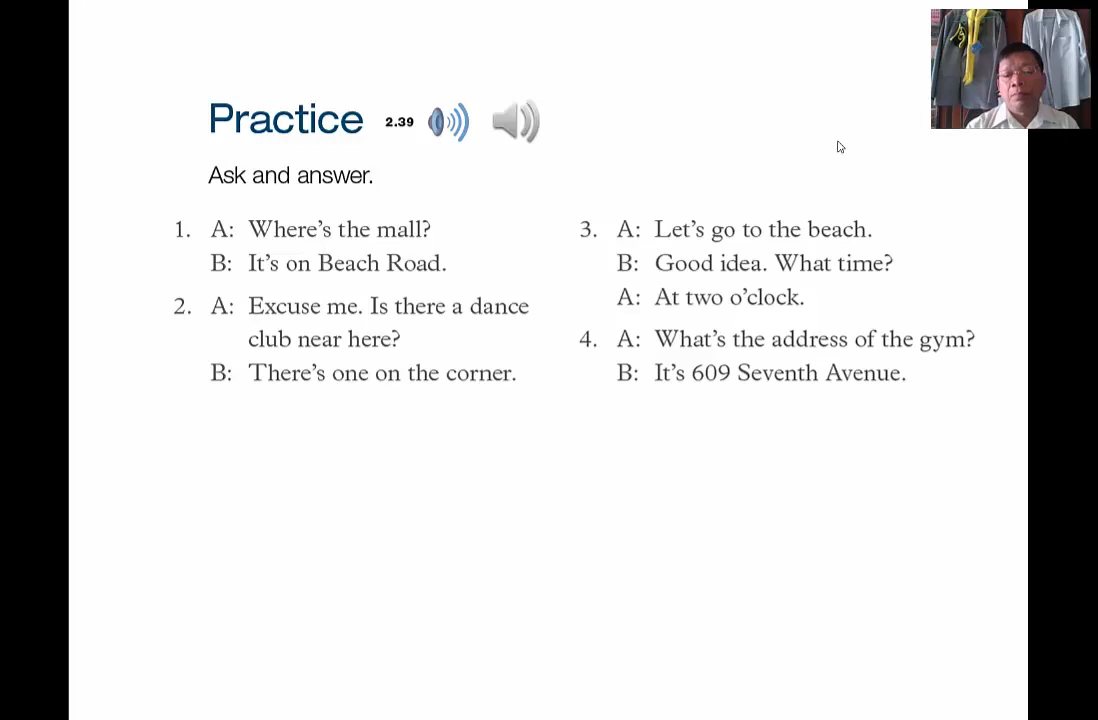 Practice 2.39
Ask and answer.
1. A: Where's the mall?
B: It's on Beach Road.
2. A: Excuse me. Is there a dance
club near here?
B: There's one on the corner.
3. A: Let's go to the beach.
B: Good idea. What time?
A: At two o'clock.
4. A: What's the address of the gym?
B: It's 609 Seventh Avenue.